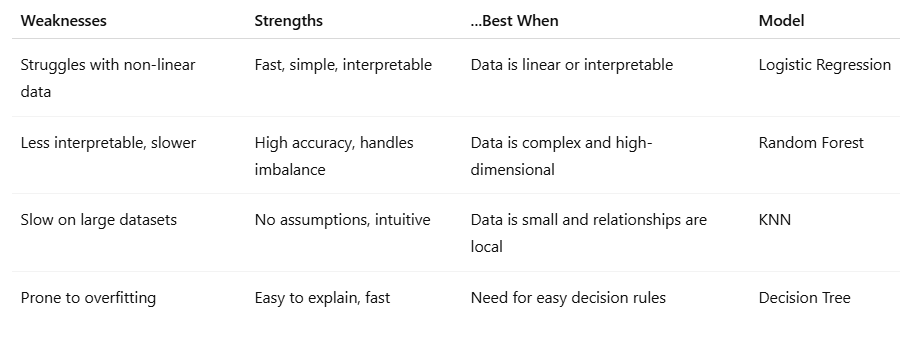 Weaknesses Strengths ...Best When Model
Struggles with non-linear data Fast, simple, interpretable Data is linear or interpretable Logistic Regression
Less interpretable, slower High accuracy, handles imbalance Data is complex and high-dimensional Random Forest
Slow on large datasets No assumptions, intuitive Data is small and relationships are local KNN
Prone to overfitting Easy to explain, fast Need for easy decision rules Decision Tree